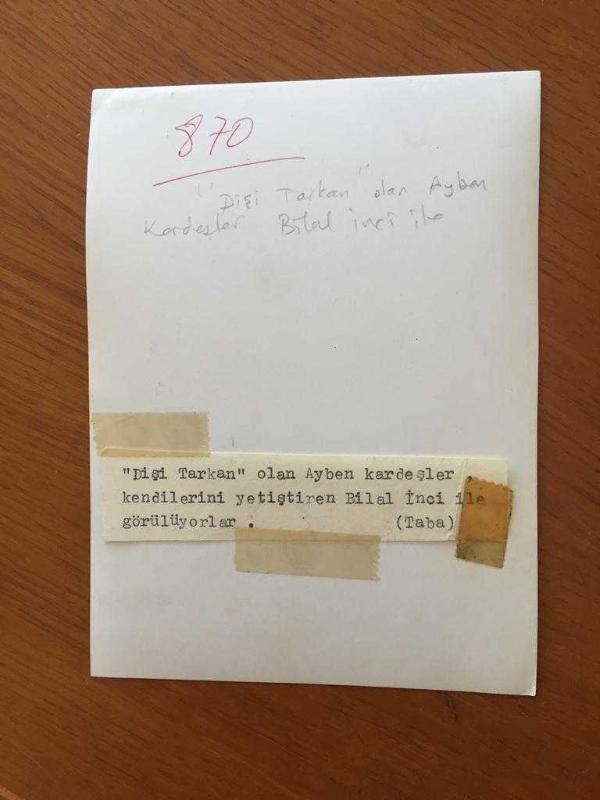 870
"Dişi Tarkan" olan Ayben
Kardeşler Bilal inci ile
"Dişi Tarkan" olan Ayben kardeşler ,
kendilerini yetiştiren Bilal İnci ile
görülüyorlar . (Taba)